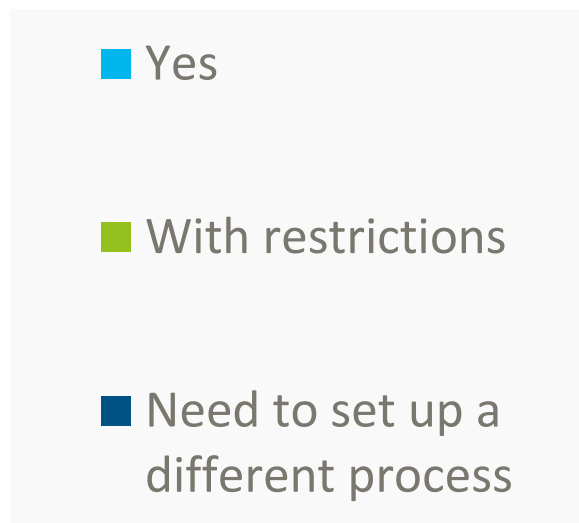 Yes
With restrictions
Need to set up a
different process